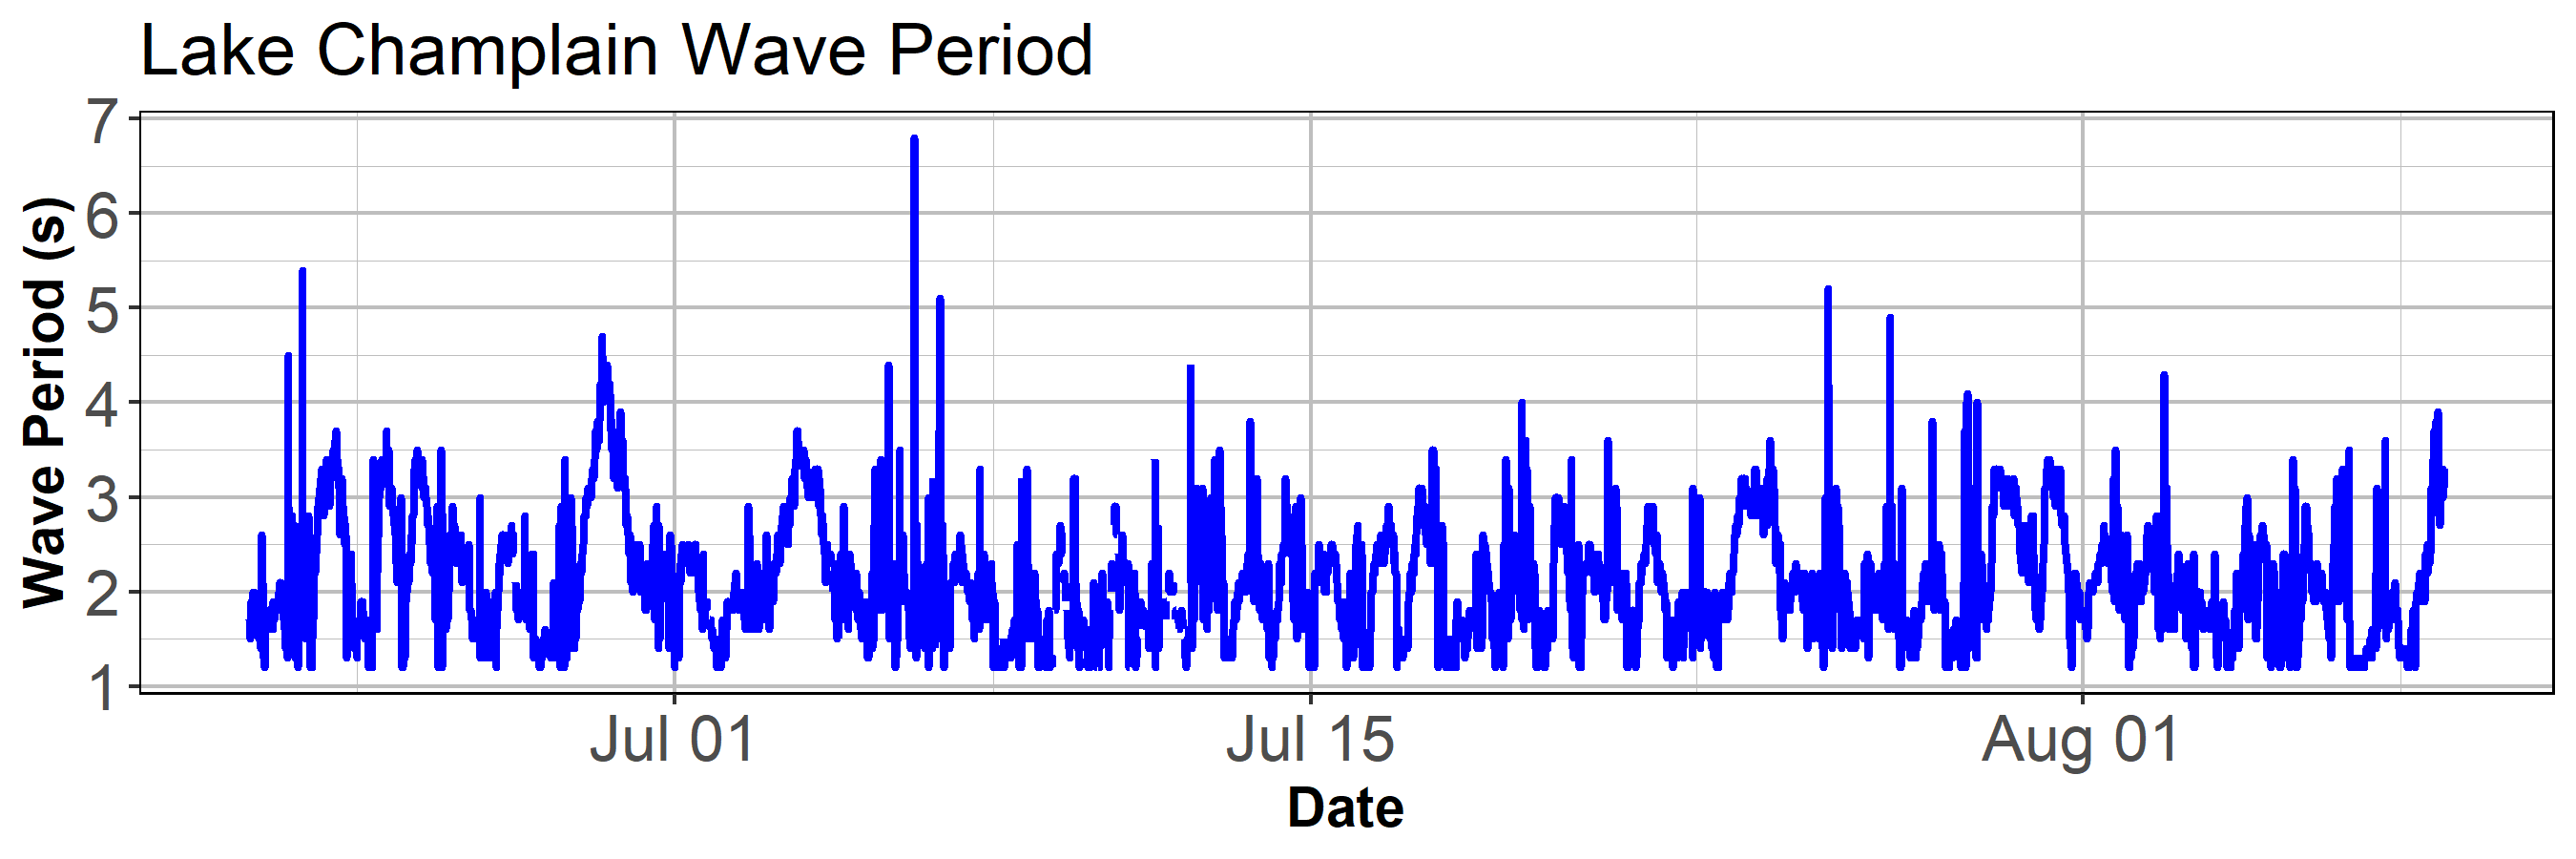 Lake Champlain Wave Period
Wave Period (s)
7
6
5
4
3
2
1
Jul 01
Jul 15
Aug 01
Date